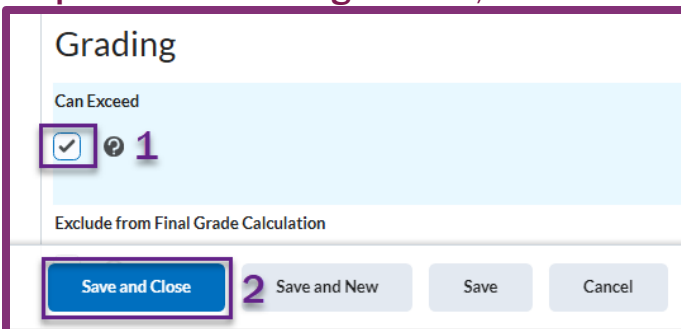 Grading
Can Exceed
1
Exclude from Final Grade Calculation
Save and Close 2 Save and New Save Cancel